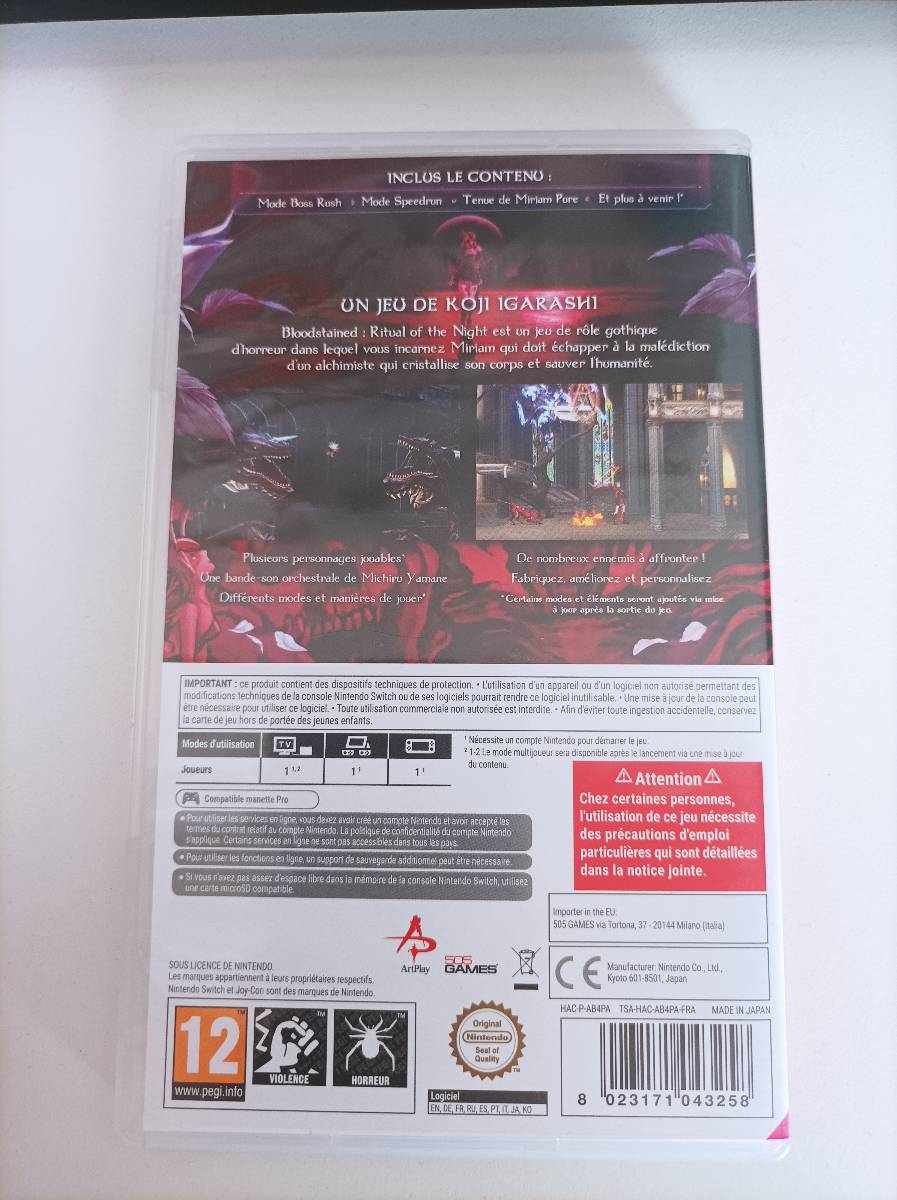 INCLUS LE CONTENU :
Mode Boss Rush • Mode Speedrun • Tenue de Miriam Pure • Et plus à venir !*
UN JEU DE KOJI IGARASHI
Bloodstained : Ritual of the Night est un jeu de rôle gothique
d'horreur dans lequel vous incarnez Miriam qui doit échapper à la malédiction
d'un alchimiste qui cristallise son corps et sauver l'humanité.
Plusieurs personnages jouables*
Une bande-son orchestrale de Michiru Yamane
Différents modes et manières de jouer*
De nombreux ennemis à affronter !
Fabriquez, améliorez et personnalisez
*Certains modes et éléments seront ajoutés via mise
à jour après la sortie du jeu.
IMPORTANT : ce produit contient des dispositifs techniques de protection. • L'utilisation d'un appareil ou d'un logiciel non autorisé permettant des
modifications techniques de la console Nintendo Switch ou de ses logiciels pourrait rendre ce logiciel inutilisable. • Une mise à jour de la console peut
être nécessaire pour utiliser ce logiciel. • Toute utilisation commerciale non autorisée est interdite. • Afin d'éviter toute ingestion accidentelle, conservez
la carte de jeu hors de portée des jeunes enfants.
Modes d'utilisation TV
Joueurs 1¹,² 1¹ 1¹
¹ Nécessite un compte Nintendo pour démarrer le jeu.
² 1-2 Le mode multijoueur sera disponible après le lancement via une mise à jour
du contenu.
Compatible manette Pro
• Pour utiliser les services en ligne, vous devez avoir créé un compte Nintendo et avoir accepté les
termes du contrat relatif au compte Nintendo. La politique de confidentialité du compte Nintendo
s'applique. Certains services en ligne ne sont pas accessibles dans tous les pays.
• Pour utiliser les fonctions en ligne, un support de sauvegarde additionnel peut être nécessaire.
• Si vous n'avez pas assez d'espace libre dans la mémoire de la console Nintendo Switch, utilisez
une carte microSD compatible.
Attention
Chez certaines personnes,
l'utilisation de ce jeu nécessite
des précautions d'emploi
particulières qui sont détaillées
dans la notice jointe.
Importer in the EU:
505 GAMES via Tortona, 37 - 20144 Milano (Italia)
CE
Manufacturer: Nintendo Co., Ltd.,
Kyoto 601-8501, Japan
AP
ArtPlay
505
GAMES
SOUS LICENCE DE NINTENDO.
Les marques appartiennent à leurs propriétaires respectifs.
Nintendo Switch et Joy-Con sont des marques de Nintendo.
HAC-P-AB4PA TSA-HAC-AB4PA-FRA MADE IN JAPAN
12
TM
www.pegi.info
TM
VIOLENCE
TM
HORREUR
Original
Nintendo
Seal of
Quality
TM
Logiciel
EN, DE, FR, RU, ES, PT, IT, JA, KO
8 023171 043258